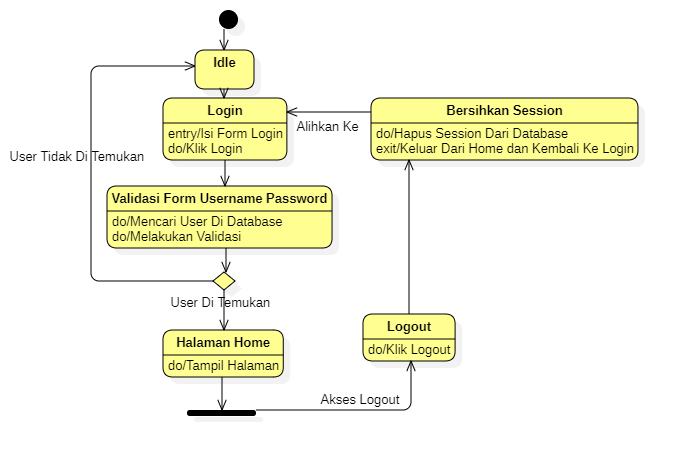 Idle
Login
entry/Isi Form Login
do/Klik Login
Bersihkan Session
do/Hapus Session Dari Database
exit/Keluar Dari Home dan Kembali Ke Login
Alihkan Ke
User Tidak Di Temukan
Validasi Form Username Password
do/Mencari User Di Database
do/Melakukan Validasi
User Di Temukan
Halaman Home
do/Tampil Halaman
Logout
do/Klik Logout
Akses Logout